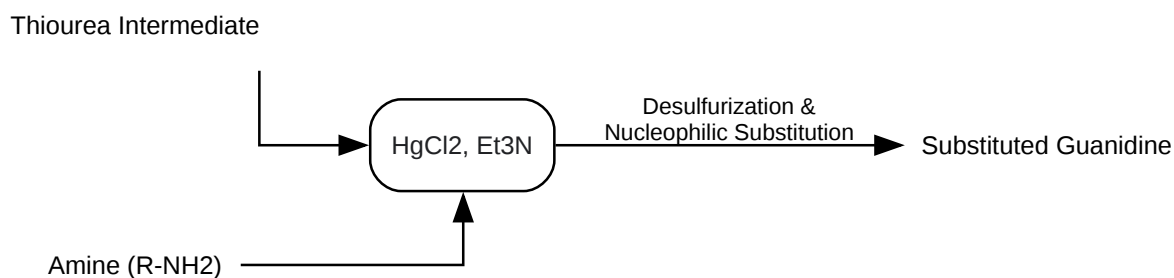 Thiourea Intermediate
Desulfurization &
Nucleophilic Substitution
HgCl2, Et3N
Substituted Guanidine
Amine (R-NH2)